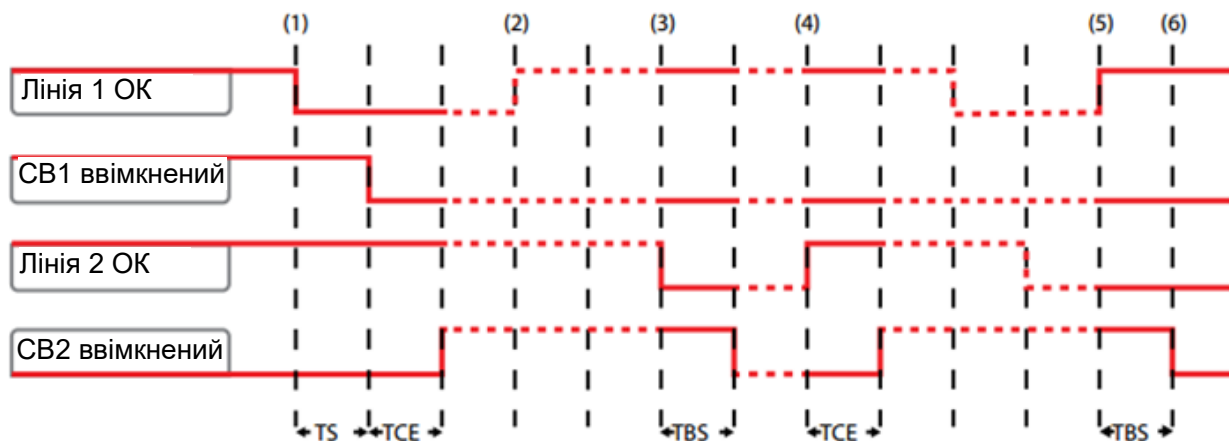 (1) (2) (3) (4) (5) (6)
Лінія 1 ОК
СВ1 ввімкнений
Лінія 2 ОК
СВ2 ввімкнений
TS TCE TBS TCE TBS